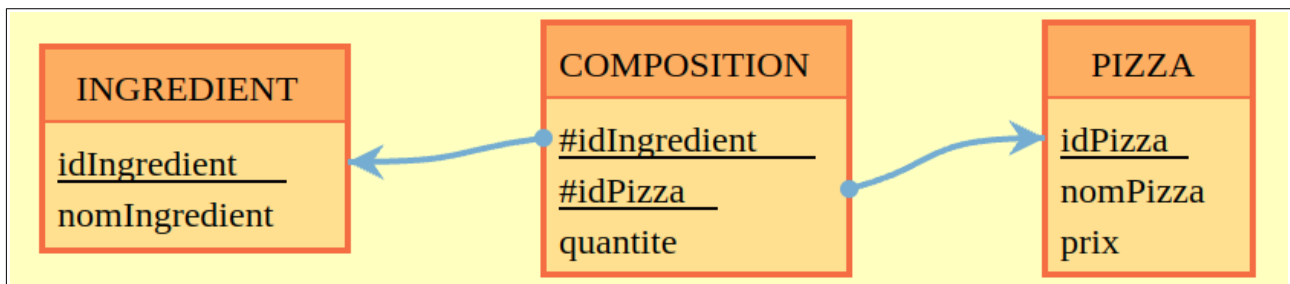 INGREDIENT
idIngredient
nomIngredient
COMPOSITION
#idIngredient
#idPizza
quantite
PIZZA
idPizza
nomPizza
prix